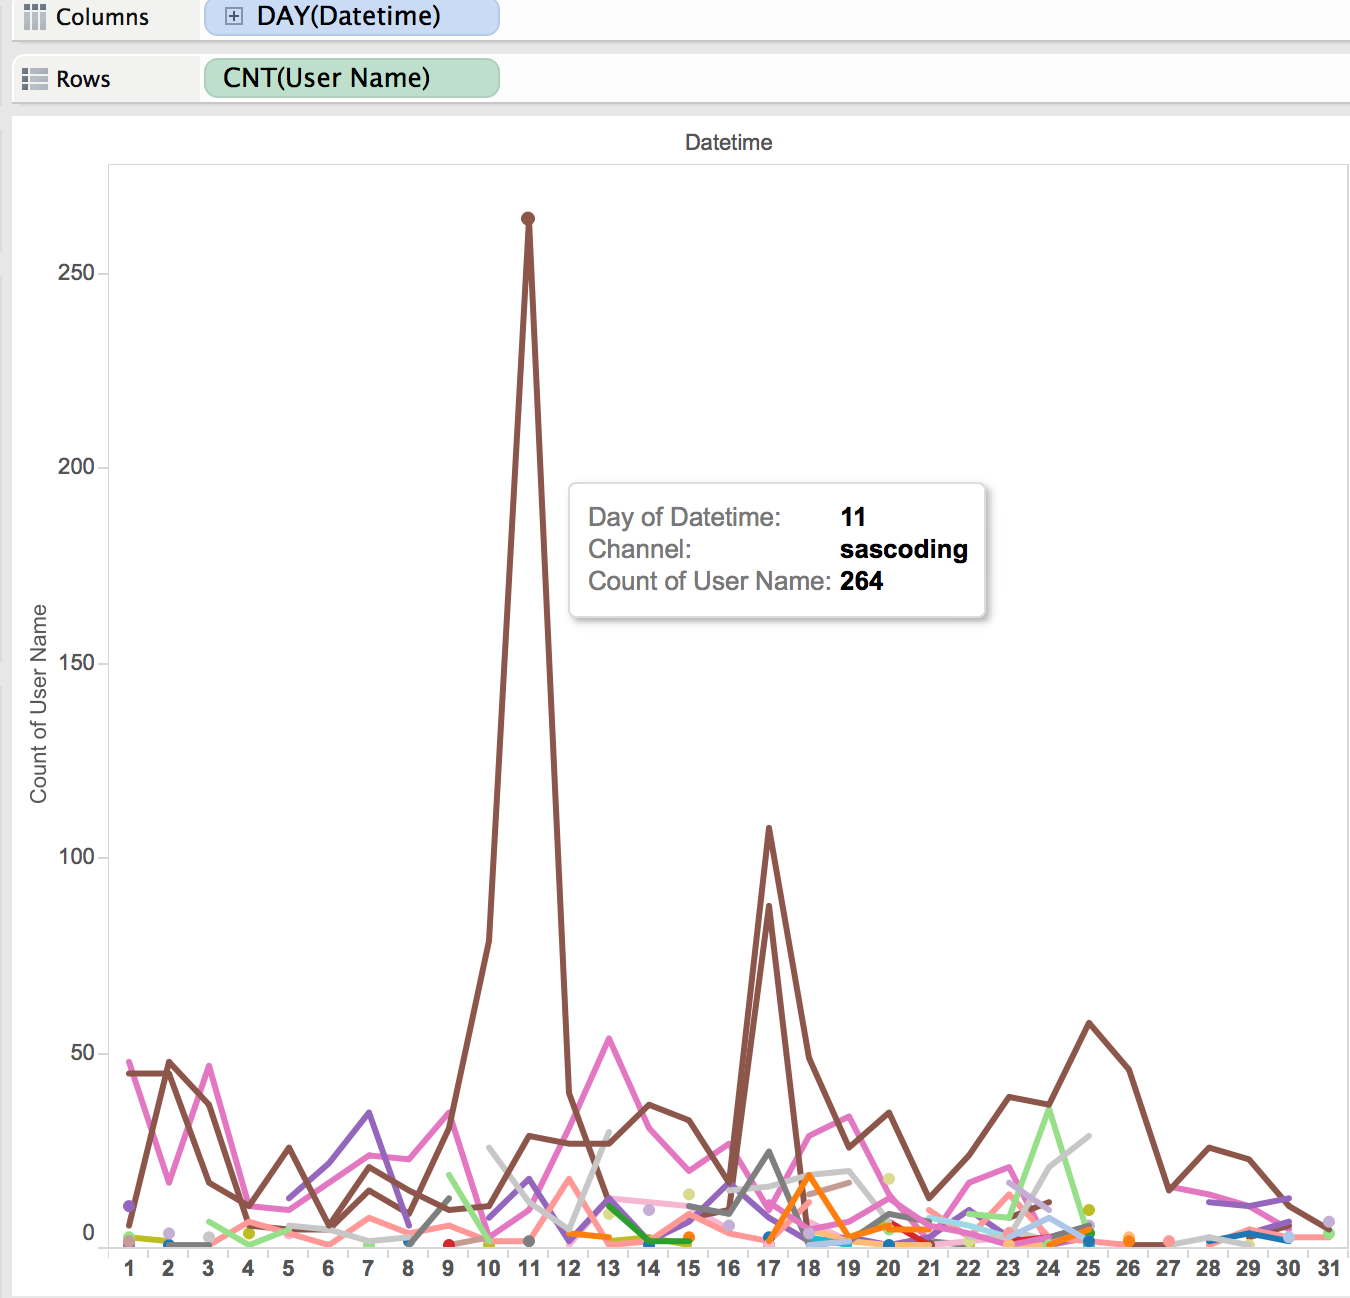 Columns
DAY(Datetime)
Rows
CNT(User Name)
Datetime
Count of User Name
250
200
150
100
50
0
Day of Datetime: 11
Channel: sascoding
Count of User Name: 264
1 2 3 4 5 6 7 8 9 10 11 12 13 14 15 16 17 18 19 20 21 22 23 24 25 26 27 28 29 30 31